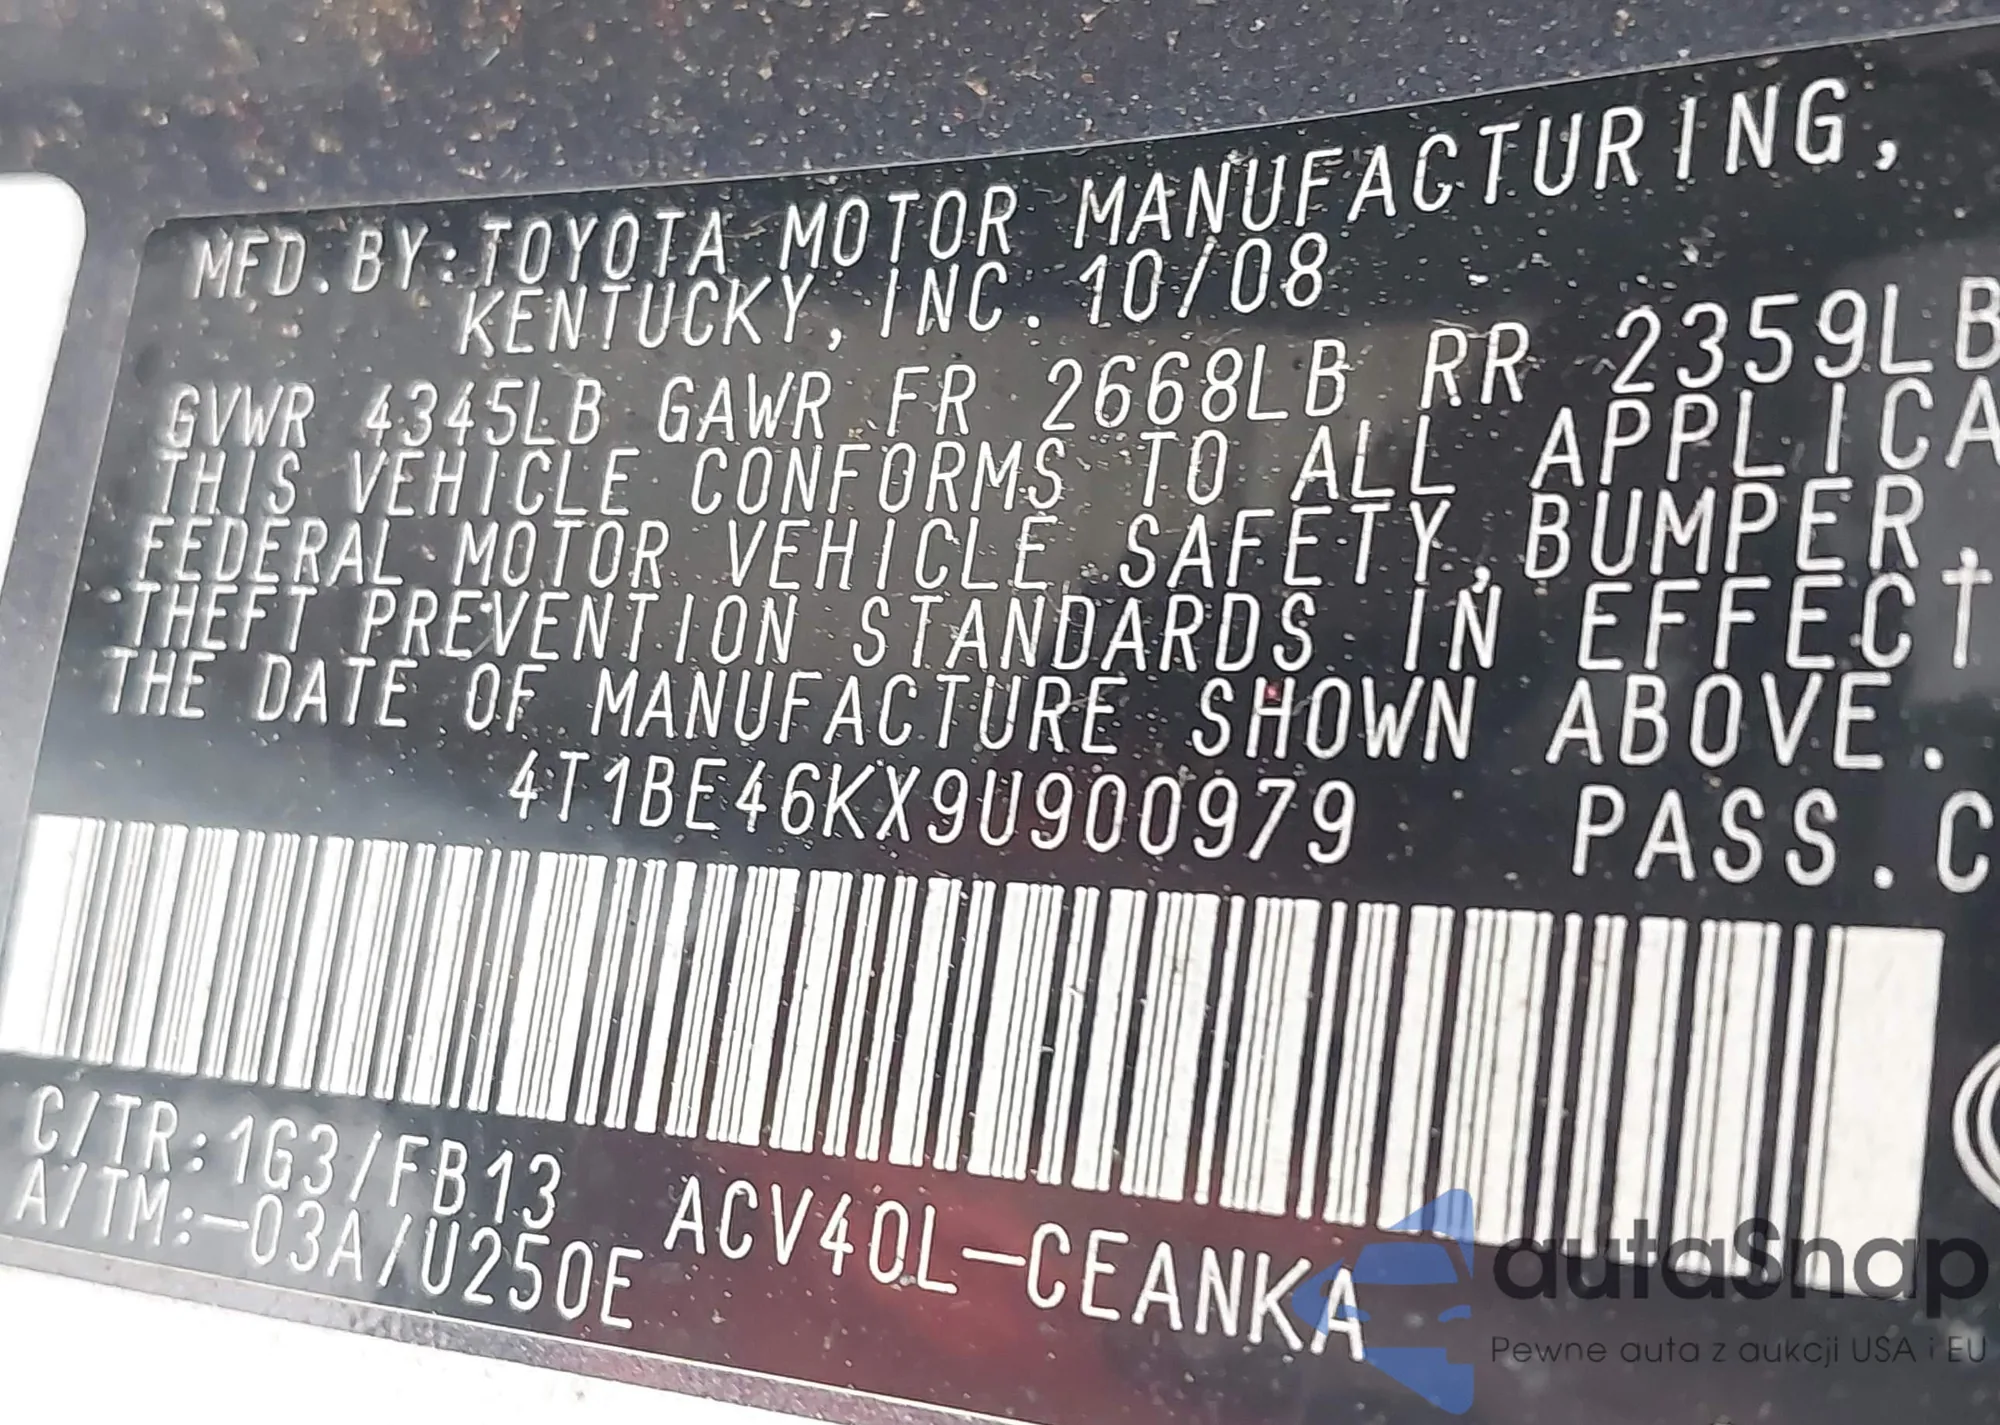 MFD.BY:TOYOTA MOTOR MANUFACTURING,
KENTUCKY, INC. 10/08
GVWR 4345LB GAWR FR 2668LB RR 2359LB
THIS VEHICLE CONFORMS TO ALL APPLICA
FEDERAL MOTOR VEHICLE SAFETY,BUMPER,
THEFT PREVENTION STANDARDS IN EFFECT
THE DATE OF MANUFACTURE SHOWN ABOVE.
4T1BE46KX9U900979 PASS.C
C/TR:1G3/FB13 ACV40L-CEANKA
A/TM:-03A/U250E
autaSnap
Pewne auta z aukcji USA i EU